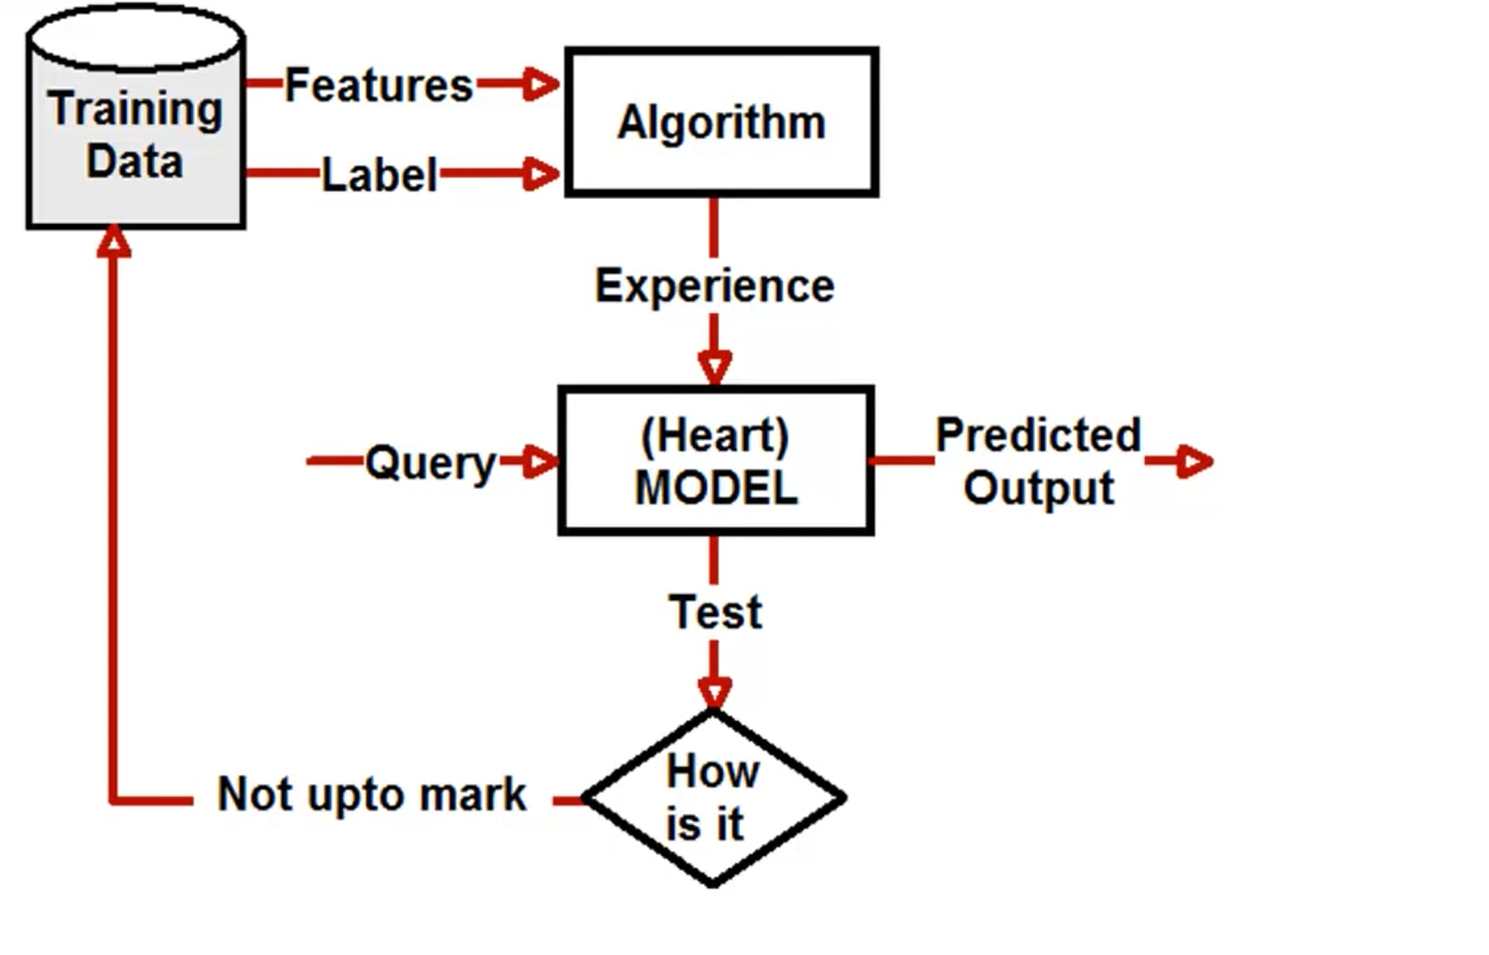 Training
Data
Features
Label
Algorithm
Experience
Query
(Heart)
MODEL
Predicted
Output
Test
How
is it
Not upto mark